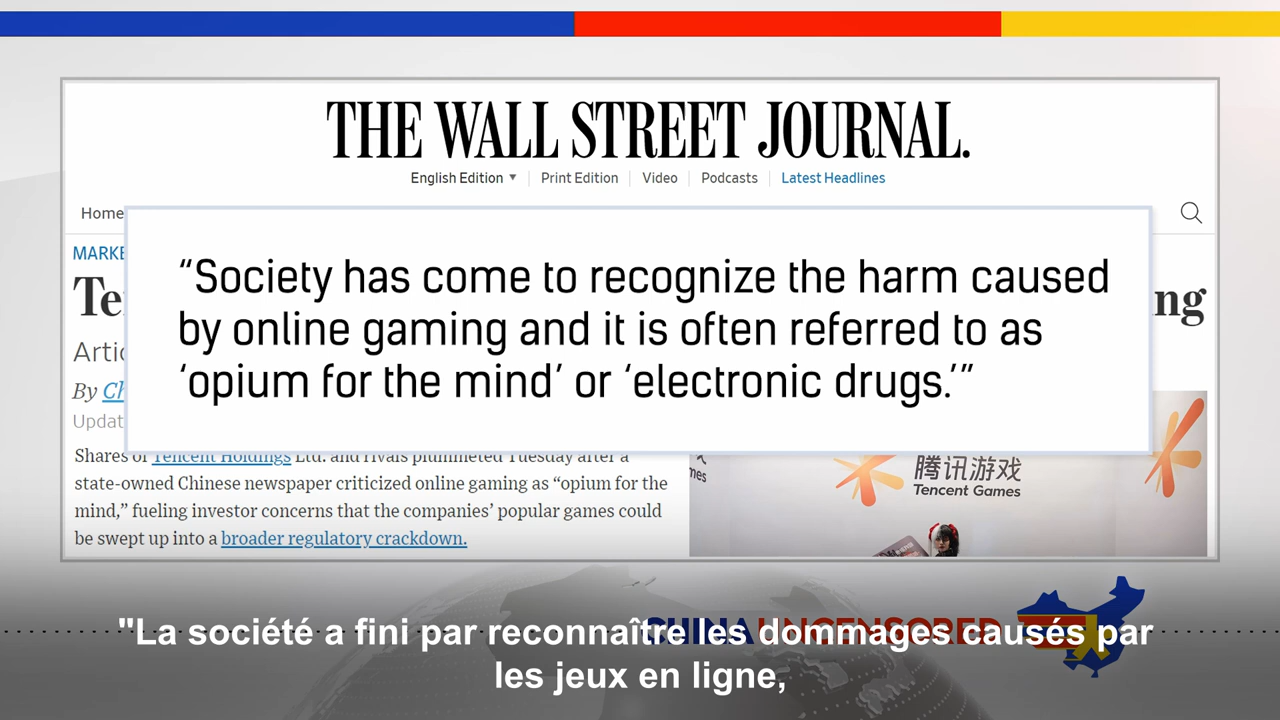 THE WALL STREET JOURNAL.
English Edition Print Edition Video Podcasts Latest Headlines
Home
“Society has come to recognize the harm caused
by online gaming and it is often referred to as
‘opium for the mind’ or ‘electronic drugs.’”
By
Shares of Tencent Holdings Ltd. and rivals plummeted Tuesday after a
state-owned Chinese newspaper criticized online gaming as “opium for the
mind,” fueling investor concerns that the companies’ popular games could
be swept up into a broader regulatory crackdown.
腾讯游戏
Tencent Games
CHINA UNCENSORED
"La société a fini par reconnaître les dommages causés par
les jeux en ligne,